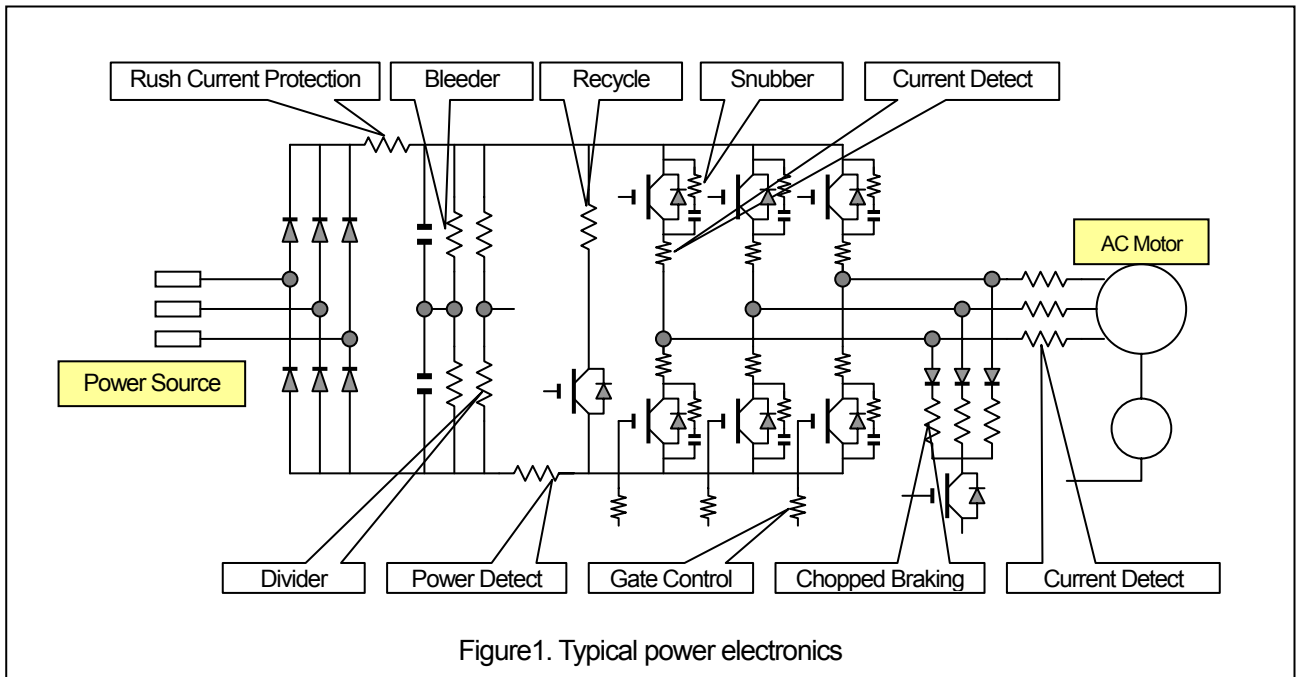 Rush Current Protection
Bleeder
Recycle
Snubber
Current Detect
AC Motor
Power Source
Divider
Power Detect
Gate Control
Chopped Braking
Current Detect
Figure1. Typical power electronics